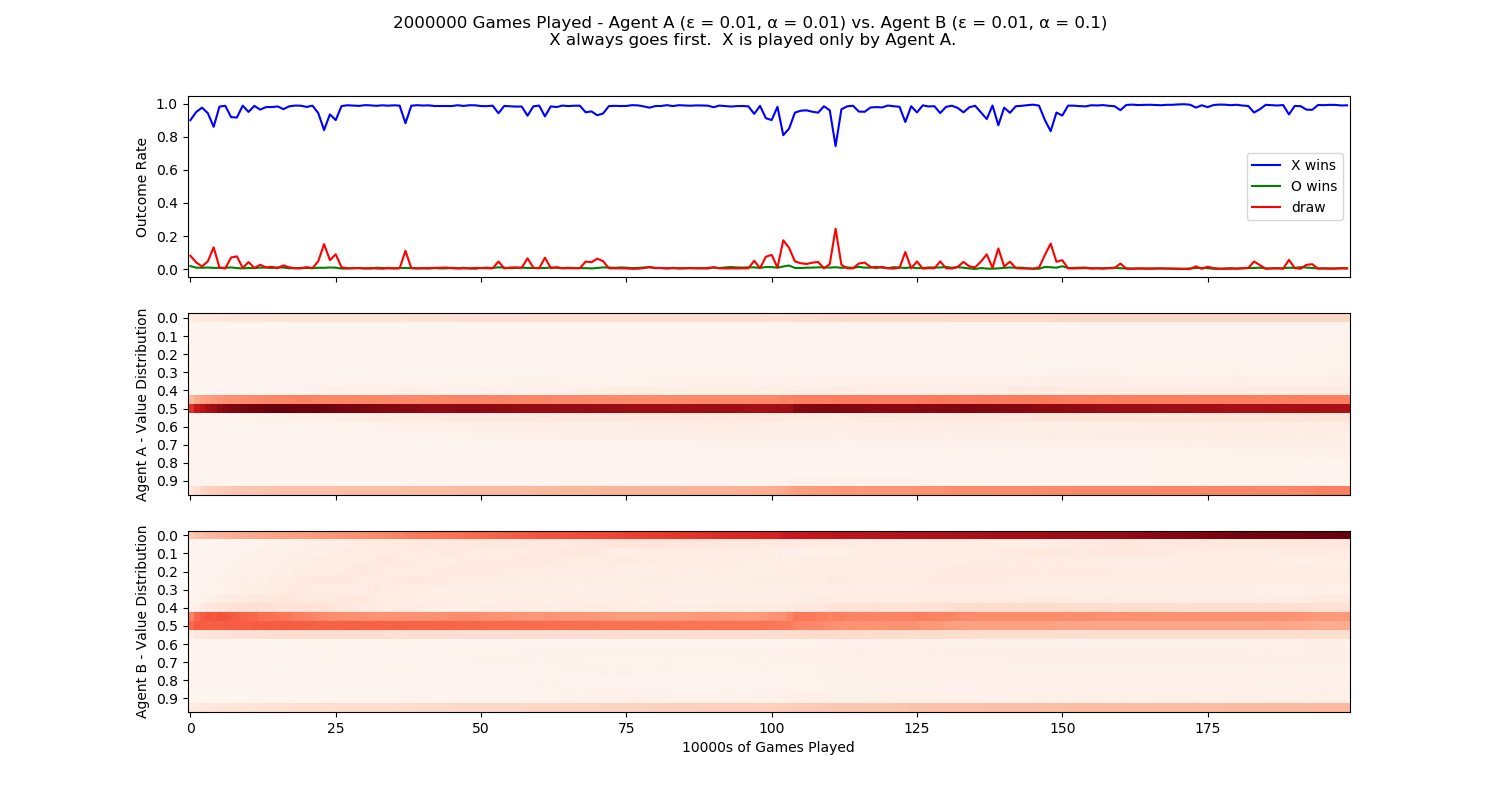 2000000 Games Played - Agent A (ε = 0.01, α = 0.01) vs. Agent B (ε = 0.01, α = 0.1)
X always goes first.  X is played only by Agent A.
Outcome Rate
1.0
0.8
0.6
0.4
0.2
0.0
X wins
O wins
draw
Agent A - Value Distribution
0.0
0.1
0.2
0.3
0.4
0.5
0.6
0.7
0.8
0.9
Agent B - Value Distribution
0.0
0.1
0.2
0.3
0.4
0.5
0.6
0.7
0.8
0.9
0 25 50 75 100 125 150 175
10000s of Games Played